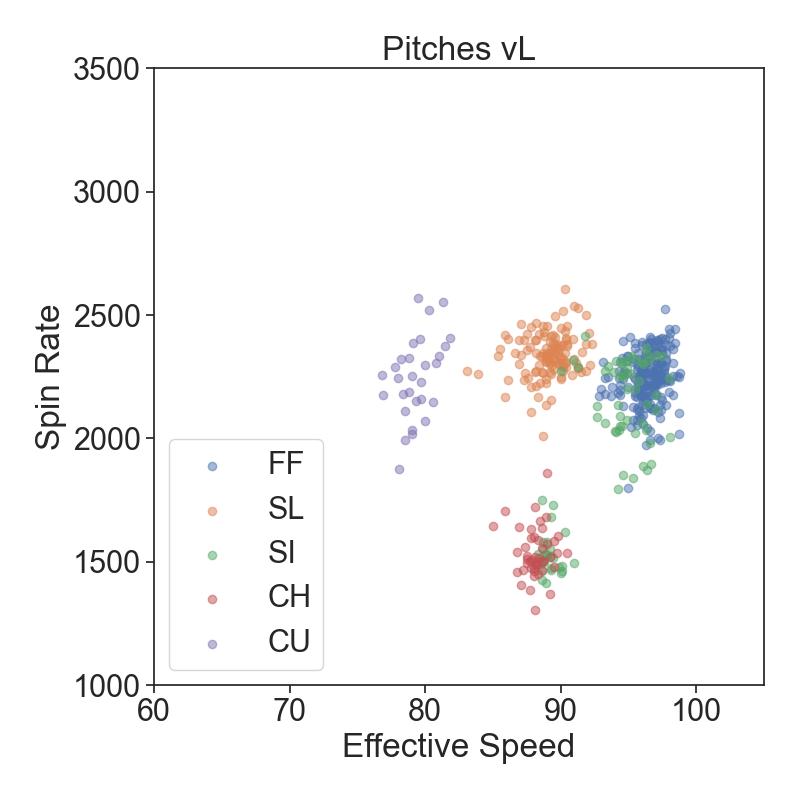 Pitches vL
3500
3000
2500
2000
1500
1000
Spin Rate
FF
SL
SI
CH
CU
60 70 80 90 100
Effective Speed